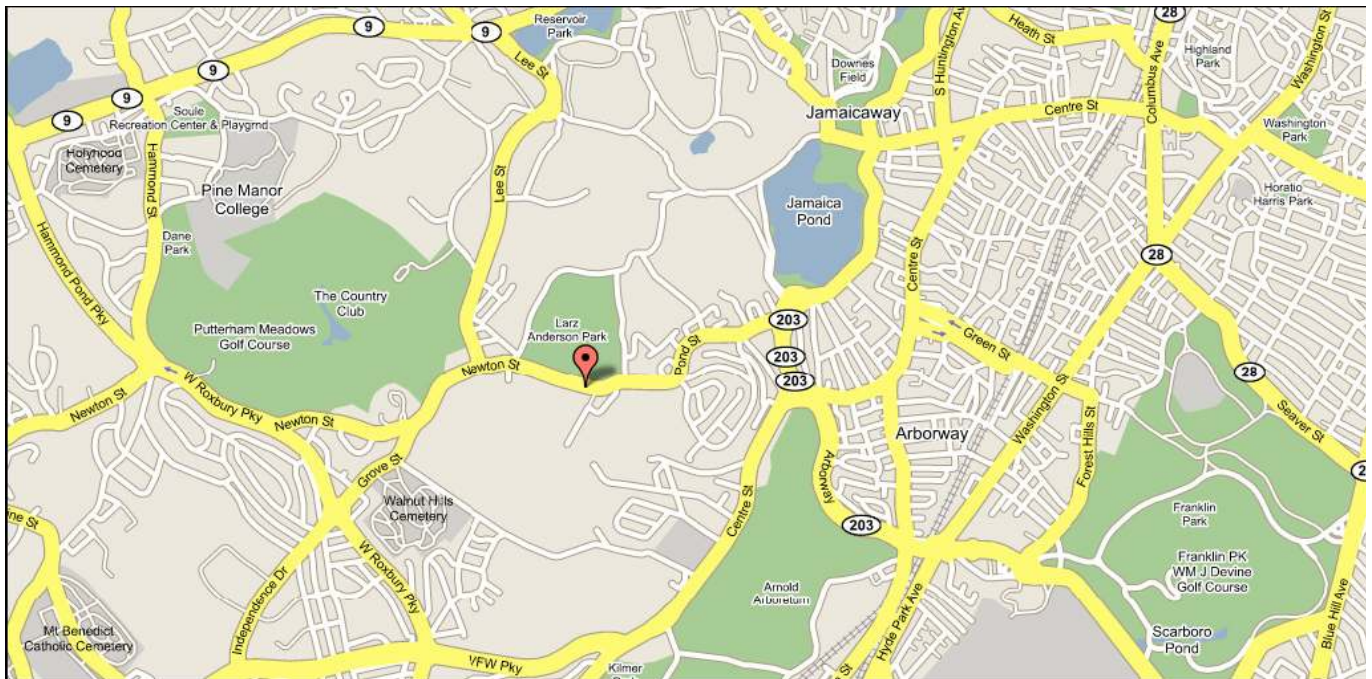 9
9
Reservoir
Park
28
Heath St
Highland
Park
Washington St
9
Lee St
Downes
Field
S Huntington Av
Columbus Ave
9
Soule
Recreation Center & Playgrnd
Jamaicaway
Centre St
9
Washington
Park
Holyhood
Cemetery
Hammond St
Pine Manor
College
Lee St
Jamaica
Pond
Horatio
Harris Park
Hammond Pond Pky
Dane
Park
Centre St
28
The Country
Club
Larz
Anderson Park
203
Putterham Meadows
Golf Course
Pond St
Green St
203
Newton St
203
28
W Roxbury Pky
Newton St
Newton St
Washington St
Seaver St
Arborway
Forest Hills St
Grove St
Arborway
2
Walnut Hills
Cemetery
Centre St
Franklin
Park
ine St
203
W Roxbury Pky
Franklin PK
WM J Devine
Golf Course
Independence Dr
Arnold
Arboretum
Hyde Park Ave
Blue Hill Ave
Mt Benedict
Catholic Cemetery
Scarboro
Pond
VFW Pky
Kilmer